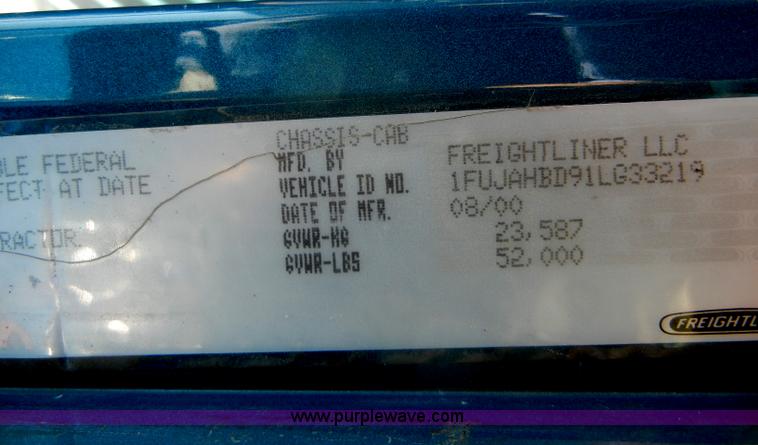 CHASSIS-CAB
BLE FEDERAL MFD. BY FREIGHTLINER LLC
FECT AT DATE VEHICLE ID NO. 1FUJAHBD91LG33219
DATE OF MFR. 08/00
RACTOR GVWR-KG 23,587
GVWR-LBS 52,000
FREIGHTL
www.purplewave.com